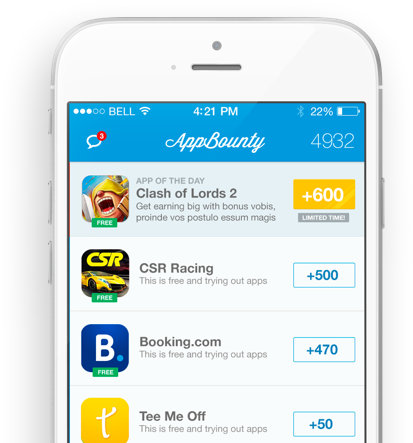 BELL 4:21 PM 22%
3 AppBounty 4932
APP OF THE DAY
Clash of Lords 2
Get earning big with bonus vobis,
proinde vos postulo essum magis
FREE
+600
LIMITED TIME!
CSR
CSR Racing
This is free and trying out apps
FREE
+500
B.
Booking.com
This is free and trying out apps
FREE
+470
t
Tee Me Off
This is free and trying out apps
+50